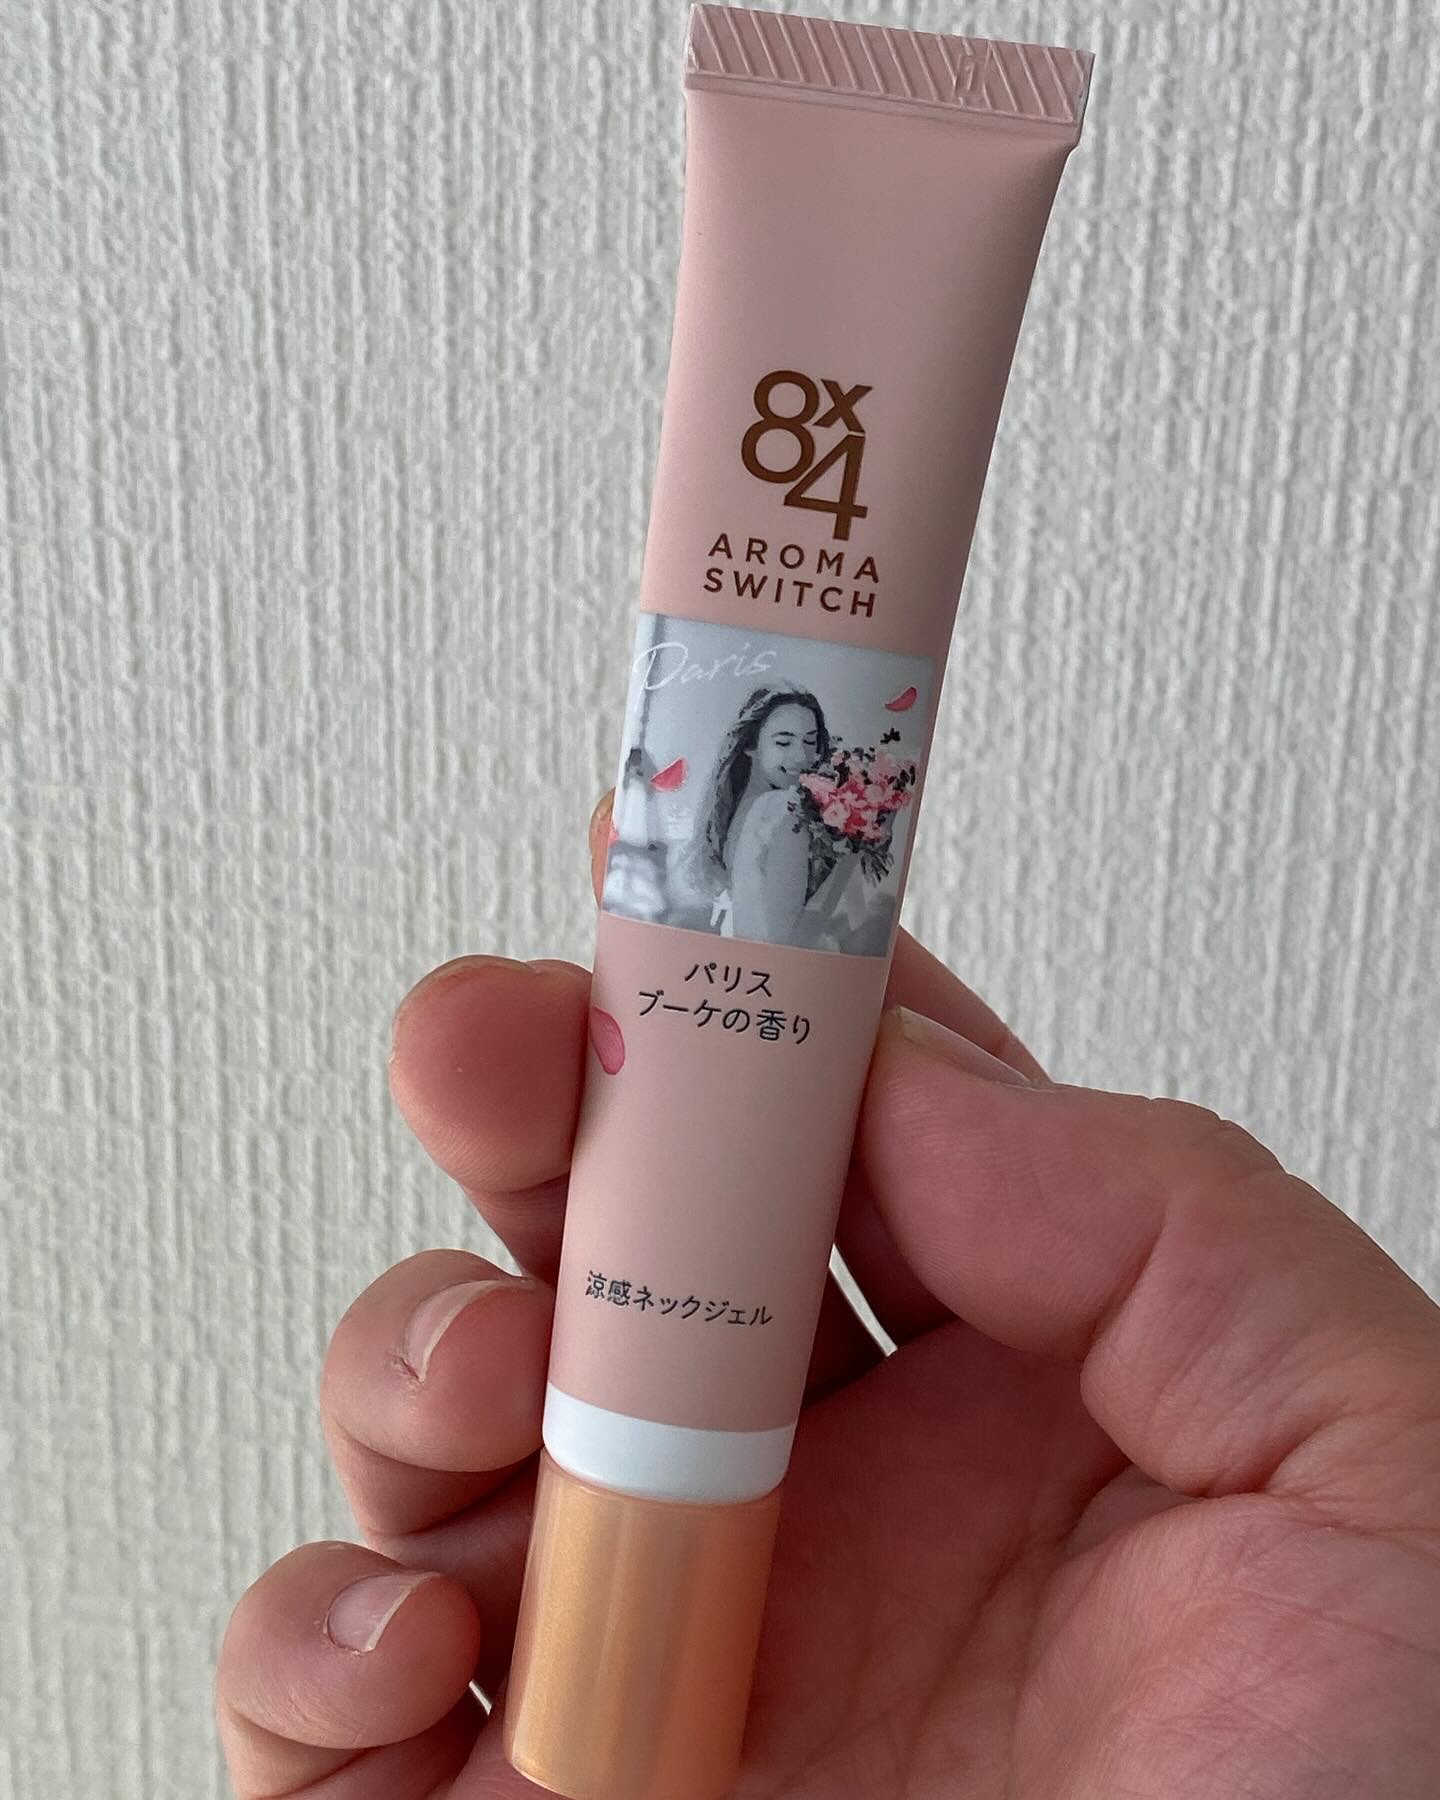 8x4
AROMA
SWITCH
Paris
パリス
ブーケの香り
涼感ネックジェル